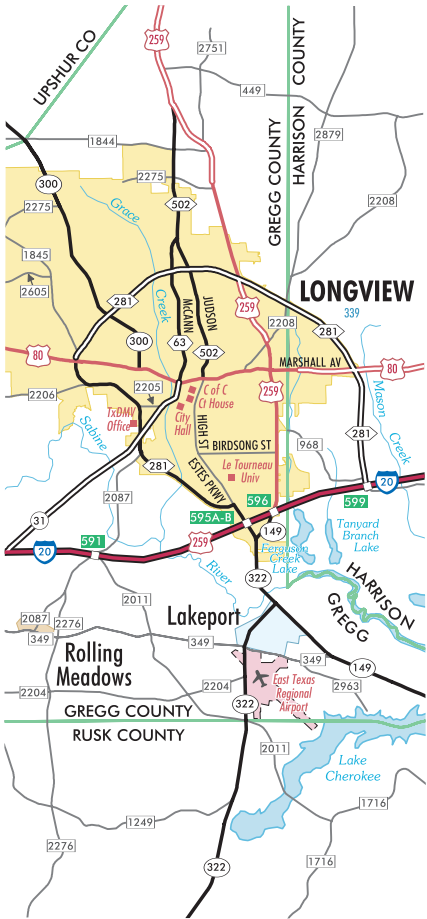 259
2751
UPSHUR CO
449
COUNTY
COUNTY
GREGG COUNTY
HARRISON
2879
1844
2275
300
502
2208
2275
Grace
1845
2605
281
Creek
259
LONGVIEW
339
JUDSON
McCANN
2208
281
300
63
502
80
MARSHALL AV
80
2206
2205
C of C
Ct House
259
TxDMV
Office
City
Hall
HIGH ST
Mason
Creek
Sabine
BIRDSONG ST
968
281
281
ESTES PKWY
Le Tourneau
Univ
2087
20
596
599
31
595A-B
149
Tanyard
Branch
Lake
591
259
20
Ferguson
Creek
Lake
River
322
HARRISON
GREGG
2011
Lakeport
2087
2276
349
349
349
149
Rolling
Meadows
East Texas
Regional
Airport
2204
2204
2963
322
GREGG COUNTY
RUSK COUNTY
2011
Lake
Cherokee
1716
1249
2276
1716
322